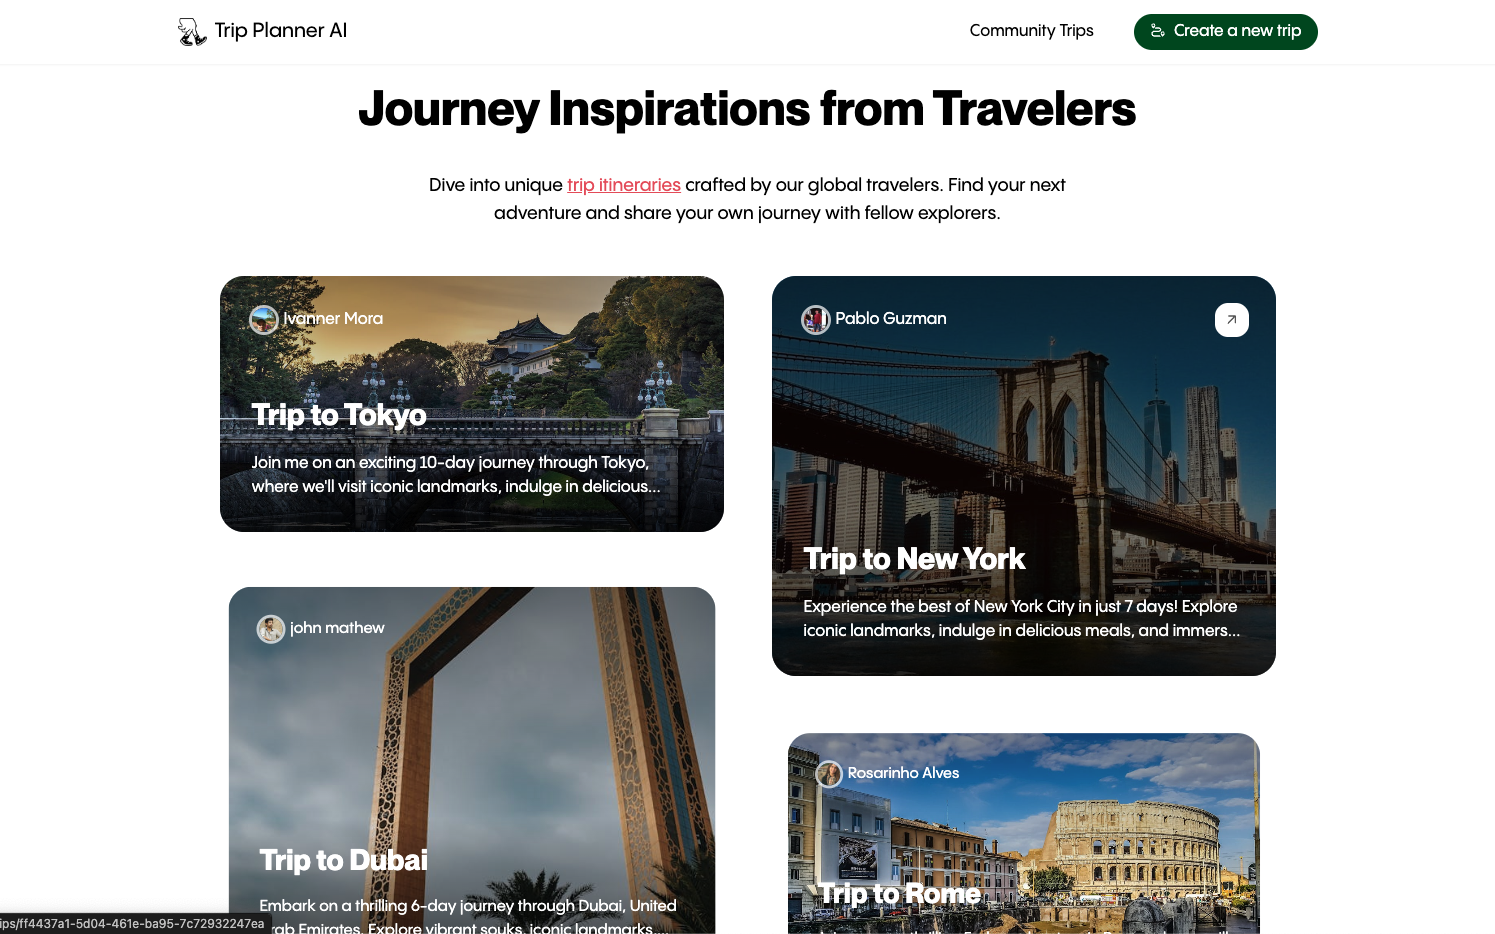 Trip Planner AI
Community Trips
Create a new trip
Journey Inspirations from Travelers
Dive into unique trip itineraries crafted by our global travelers. Find your next
adventure and share your own journey with fellow explorers.
Ivanner Mora
Trip to Tokyo
Join me on an exciting 10-day journey through Tokyo,
where we'll visit iconic landmarks, indulge in delicious...
Pablo Guzman
Trip to New York
Experience the best of New York City in just 7 days! Explore
iconic landmarks, indulge in delicious meals, and immers...
john mathew
Trip to Dubai
Embark on a thrilling 6-day journey through Dubai, United
Arab Emirates. Explore vibrant souks, iconic landmarks,...
Rosarinho Alves
Trip to Rome
ips/ff4437a1-5d04-461e-ba95-7c72932247ea